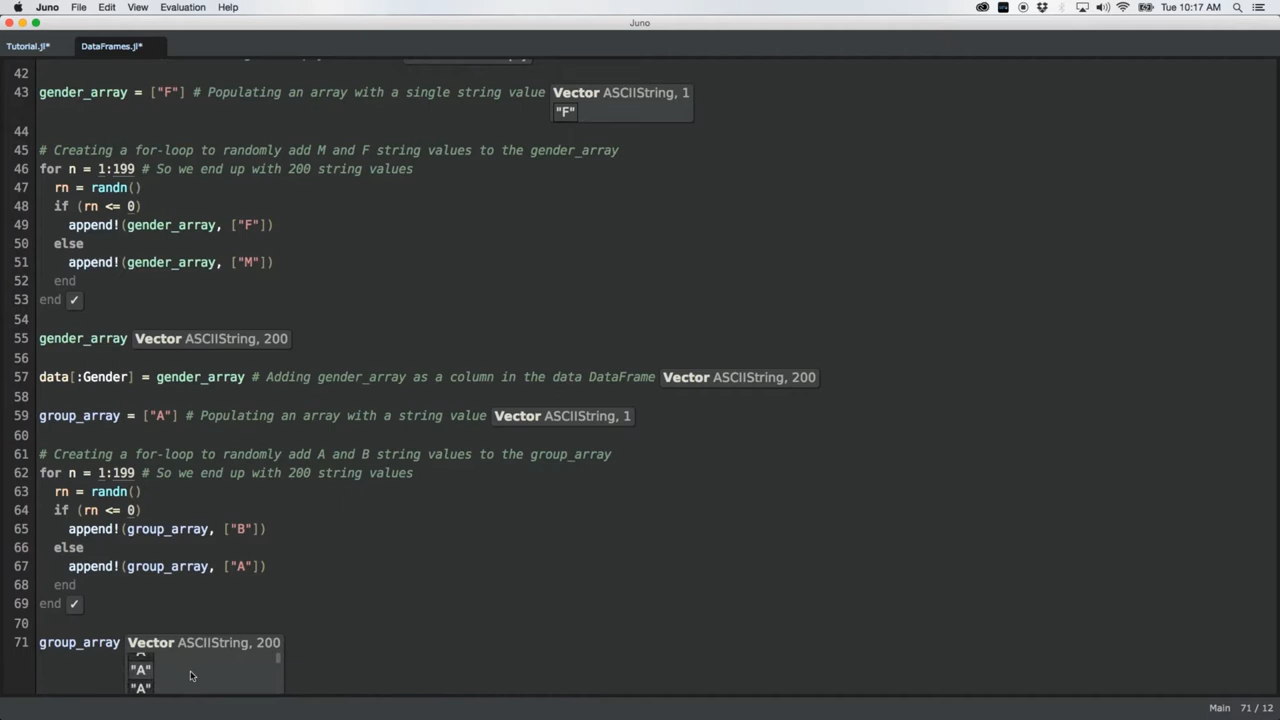 Juno File Edit View Evaluation Help Tue 10:17 AM
Juno
Tutorial.jl* DataFrames.jl*
42
43 gender_array = ["F"] # Populating an array with a single string value Vector ASCIIString, 1
"F"
44
45 # Creating a for-loop to randomly add M and F string values to the gender_array
46 for n = 1:199 # So we end up with 200 string values
47 rn = randn()
48 if (rn <= 0)
49 append!(gender_array, ["F"])
50 else
51 append!(gender_array, ["M"])
52 end
53 end ✓
54
55 gender_array Vector ASCIIString, 200
56
57 data[:Gender] = gender_array # Adding gender_array as a column in the data DataFrame Vector ASCIIString, 200
58
59 group_array = ["A"] # Populating an array with a string value Vector ASCIIString, 1
60
61 # Creating a for-loop to randomly add A and B string values to the group_array
62 for n = 1:199 # So we end up with 200 string values
63 rn = randn()
64 if (rn <= 0)
65 append!(group_array, ["B"])
66 else
67 append!(group_array, ["A"])
68 end
69 end ✓
70
71 group_array Vector ASCIIString, 200
"A"
"A"
Main 71 / 12